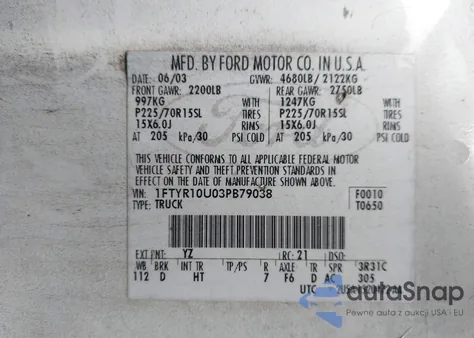 MFD. BY FORD MOTOR CO. IN U.S.A.
DATE: 06/03 GVWR: 4680LB/ 2122KG
FRONT GAWR: 2200LB REAR GAWR: 2750LB
997KG WITH 1247KG WITH
P225/70R15SL TIRES P225/70R15SL TIRES
15X6.0J RIMS 15X6.0J RIMS
AT 205 kPa/30 PSI COLD AT 205 kPa/30 PSI COLD
THIS VEHICLE CONFORMS TO ALL APPLICABLE FEDERAL MOTOR
VEHICLE SAFETY AND THEFT PREVENTION STANDARDS IN
EFFECT ON THE DATE OF MANUFACTURE SHOWN ABOVE.
VIN: 1FTYR10U03PB79038 F0010
TYPE: TRUCK T0650
EXT PNT: YZ RC: 21 DSO:
WB BRK INT TR TP/PS R AXLE TR SPR 3R31C
112 D HT 7 F6 D AC 305
UTC
autoSnap
Pewne auta z aukcji USA - EU